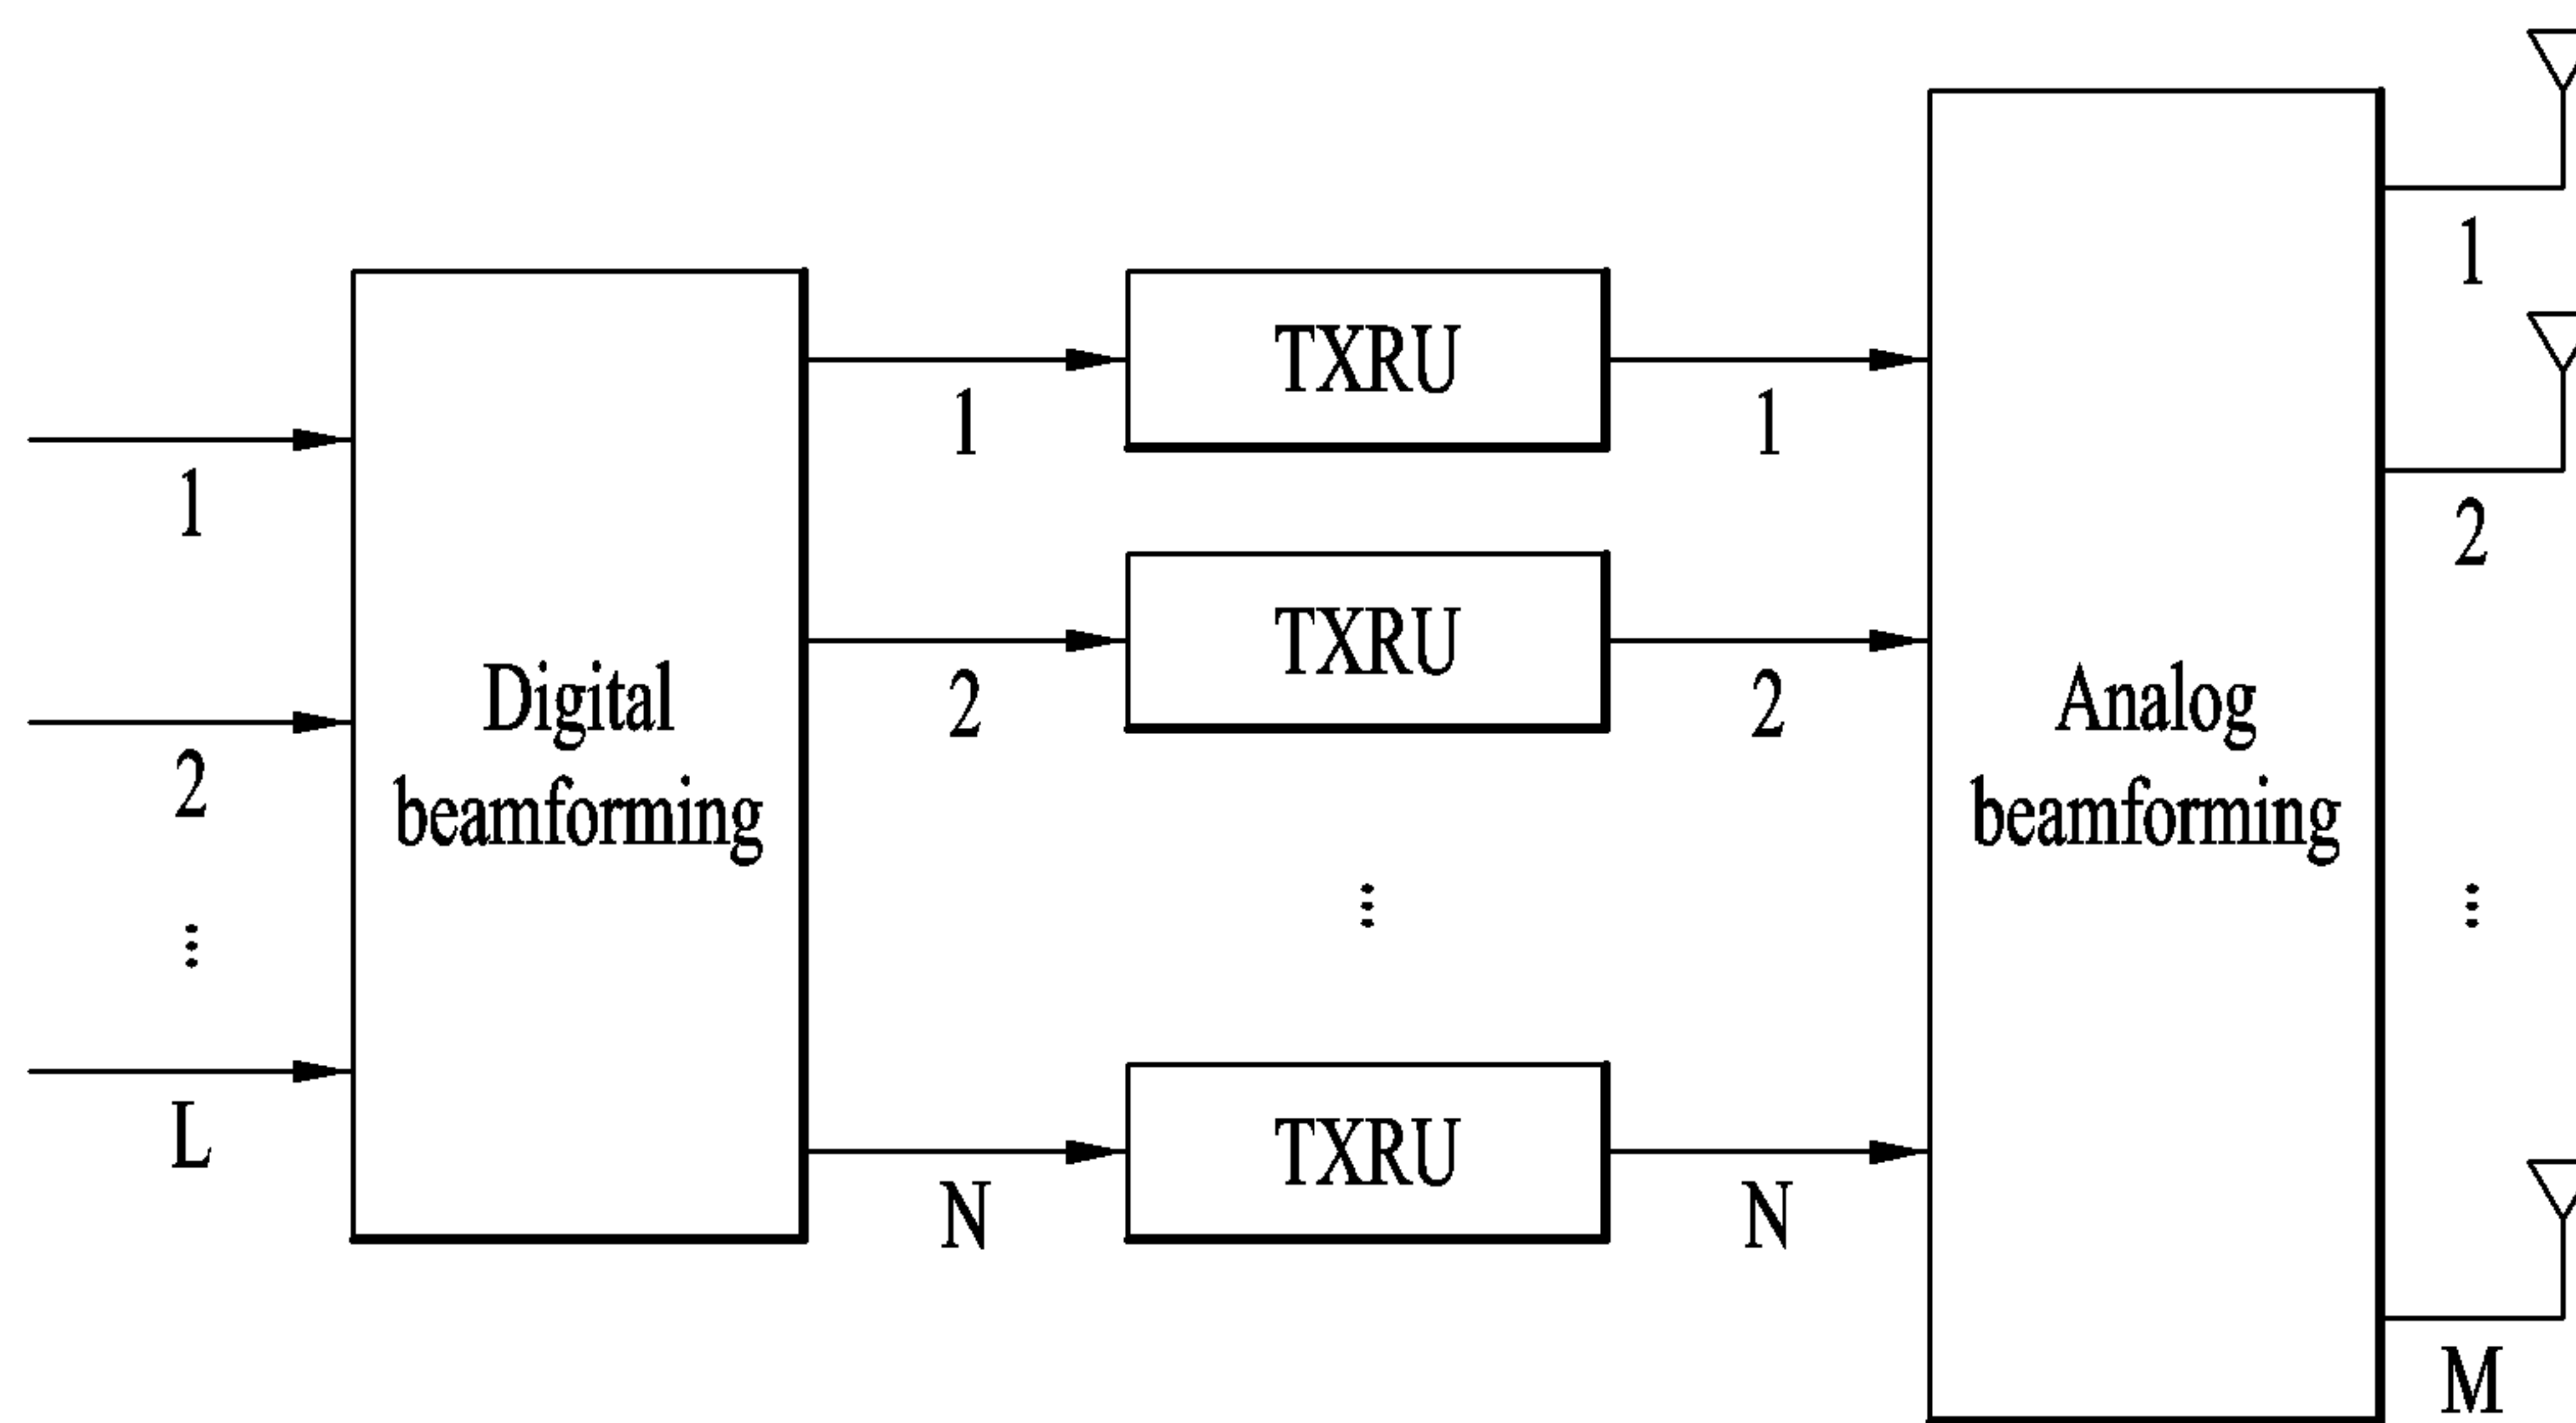 1
2
⋮
L
Digital
beamforming
1
2
N
TXRU
TXRU
⋮
TXRU
1
2
N
Analog
beamforming
1
2
⋮
M